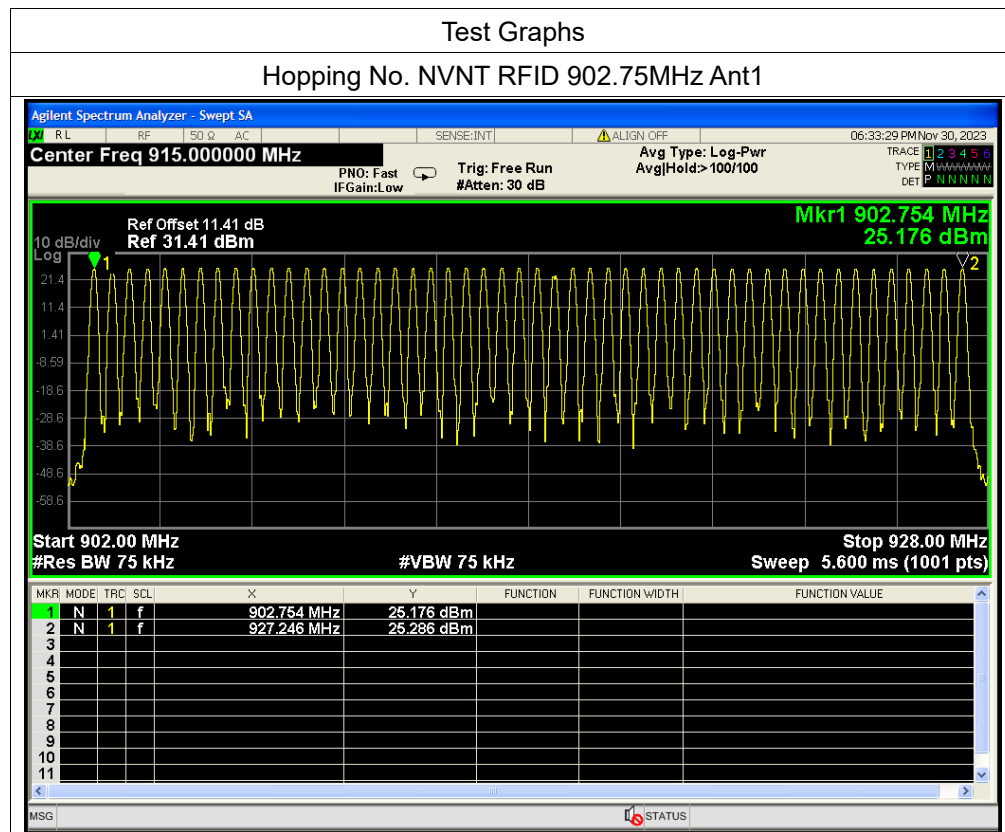 Test Graphs
Hopping No. NVNT RFID 902.75MHz Ant1
Agilent Spectrum Analyzer - Swept SA
LXI RL RF 50 Ω AC SENSE:INT ALIGN OFF 06:33:29 PM Nov 30, 2023
Center Freq 915.000000 MHz
Avg Type: Log-Pwr
TRACE 1 2 3 4 5 6
PNO: Fast Trig: Free Run Avg|Hold:>100/100
TYPE M WWWWW
IFGain:Low #Atten: 30 dB
DET P N N N N N
Mkr1 902.754 MHz
25.176 dBm
Ref Offset 11.41 dB
10 dB/div Ref 31.41 dBm
Log
1
2
21.4
11.4
1.41
-8.59
-18.6
-28.6
-38.6
-48.6
-58.6
Start 902.00 MHz Stop 928.00 MHz
#Res BW 75 kHz #VBW 75 kHz Sweep 5.600 ms (1001 pts)
MKR MODE TRC SCL X Y FUNCTION FUNCTION WIDTH FUNCTION VALUE
1 N 1 f 902.754 MHz 25.176 dBm
2 N 1 f 927.246 MHz 25.286 dBm
3
4
5
6
7
8
9
10
11
MSG STATUS